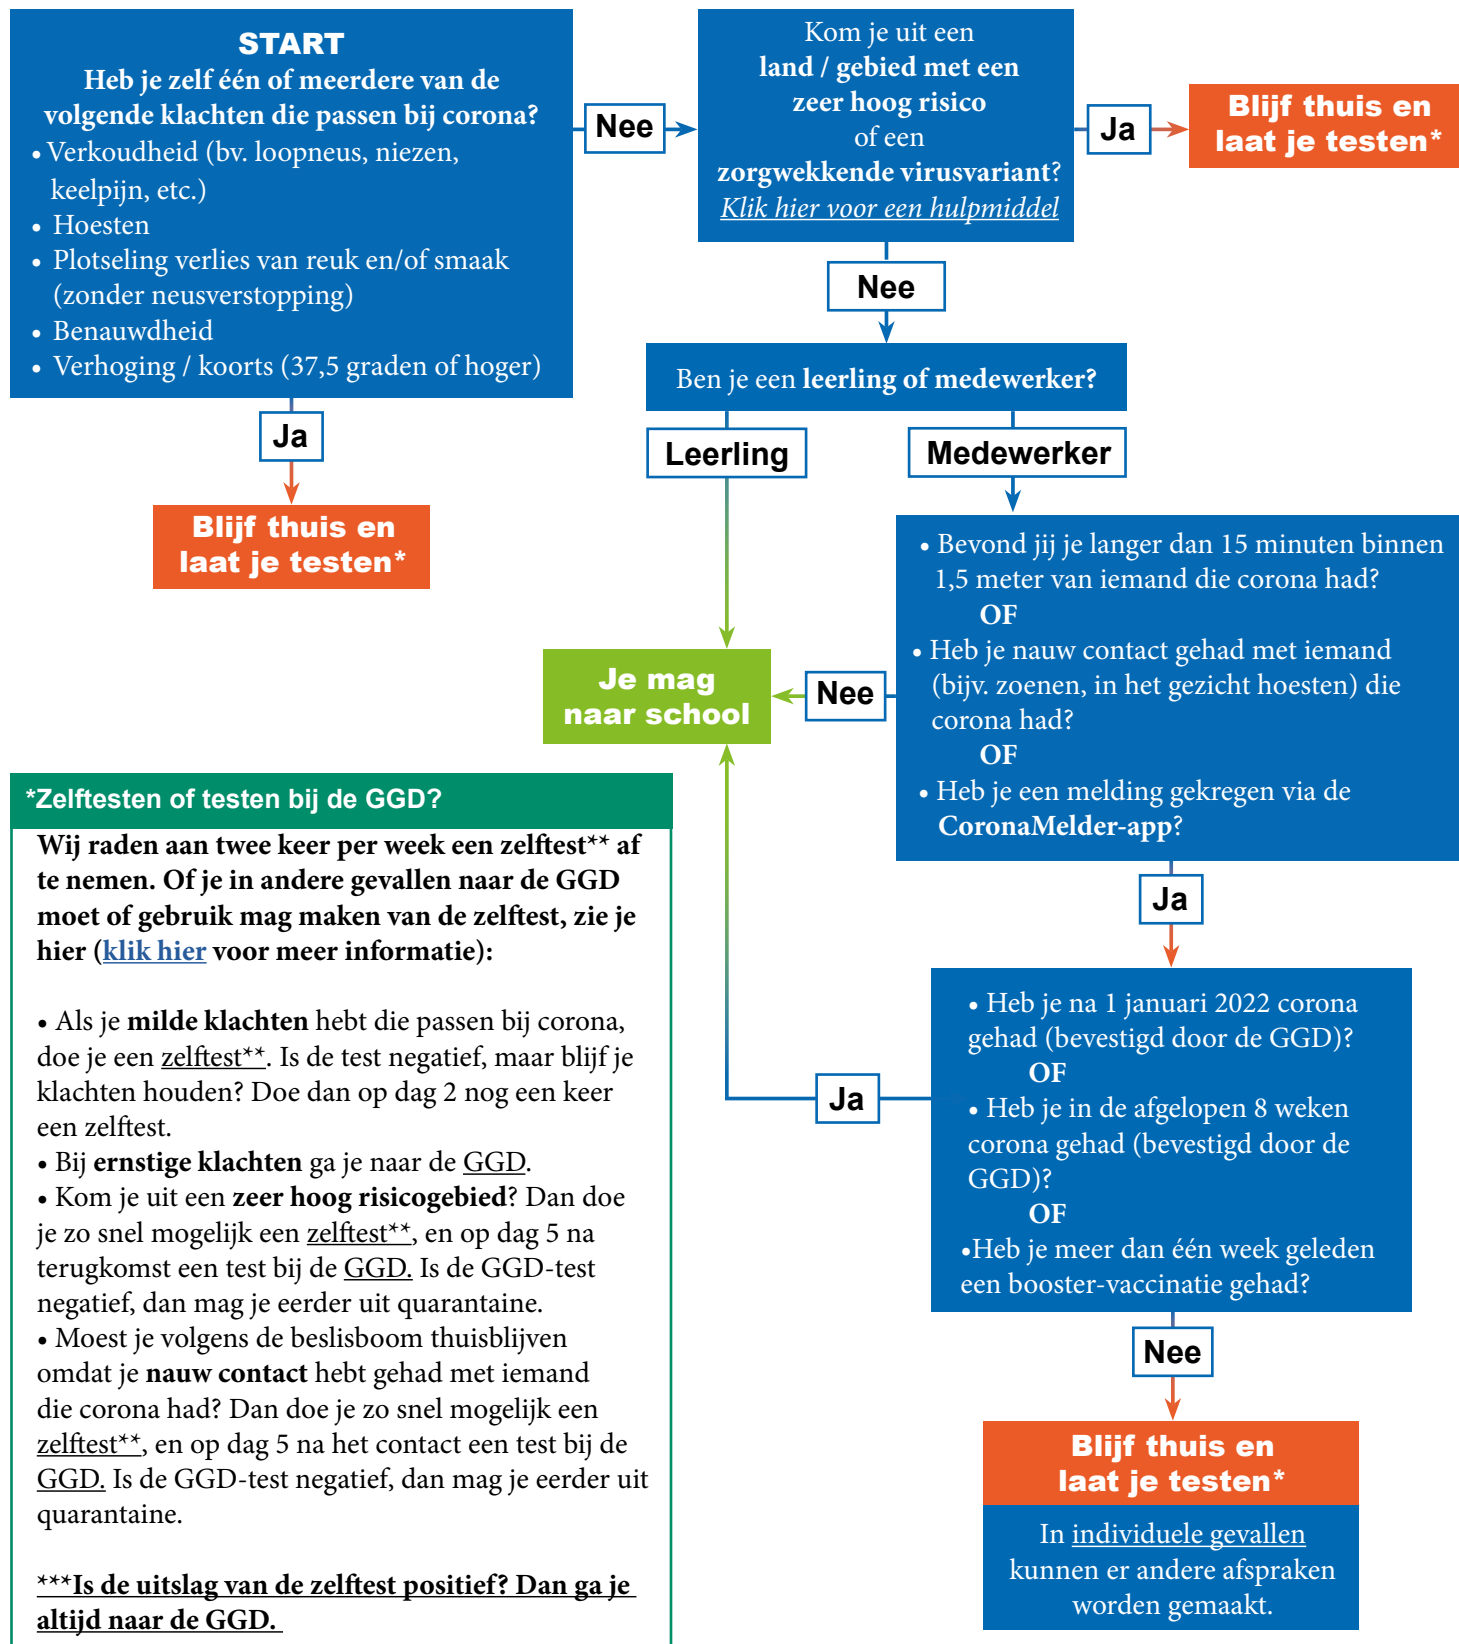 START
Heb je zelf één of meerdere van de
volgende klachten die passen bij corona?
• Verkoudheid (bv. loopneus, niezen,
keelpijn, etc.)
• Hoesten
• Plotseling verlies van reuk en/of smaak
(zonder neusverstopping)
• Benauwdheid
• Verhoging / koorts (37,5 graden of hoger)
Nee
Kom je uit een
land / gebied met een
zeer hoog risico
of een
zorgwekkende virusvariant?
Klik hier voor een hulpmiddel
Ja
Blijf thuis en
laat je testen*
Ja
Blijf thuis en
laat je testen*
Nee
Ben je een leerling of medewerker?
Leerling
Medewerker
• Bevond jij je langer dan 15 minuten binnen
1,5 meter van iemand die corona had?
OF
• Heb je nauw contact gehad met iemand
(bijv. zoenen, in het gezicht hoesten) die
corona had?
OF
• Heb je een melding gekregen via de
CoronaMelder-app?
Nee
Je mag
naar school
Ja
• Heb je na 1 januari 2022 corona
gehad (bevestigd door de GGD)?
OF
• Heb je in de afgelopen 8 weken
corona gehad (bevestigd door de
GGD)?
OF
•Heb je meer dan één week geleden
een booster-vaccinatie gehad?
Ja
Nee
Blijf thuis en
laat je testen*
In individuele gevallen
kunnen er andere afspraken
worden gemaakt.
*Zelftesten of testen bij de GGD?
Wij raden aan twee keer per week een zelftest** af
te nemen. Of je in andere gevallen naar de GGD
moet of gebruik mag maken van de zelftest, zie je
hier (klik hier voor meer informatie):
• Als je milde klachten hebt die passen bij corona,
doe je een zelftest**. Is de test negatief, maar blijf je
klachten houden? Doe dan op dag 2 nog een keer
een zelftest.
• Bij ernstige klachten ga je naar de GGD.
• Kom je uit een zeer hoog risicogebied? Dan doe
je zo snel mogelijk een zelftest**, en op dag 5 na
terugkomst een test bij de GGD. Is de GGD-test
negatief, dan mag je eerder uit quarantaine.
• Moest je volgens de beslisboom thuisblijven
omdat je nauw contact hebt gehad met iemand
die corona had? Dan doe je zo snel mogelijk een
zelftest**, en op dag 5 na het contact een test bij de
GGD. Is de GGD-test negatief, dan mag je eerder uit
quarantaine.
***Is de uitslag van de zelftest positief? Dan ga je
altijd naar de GGD.